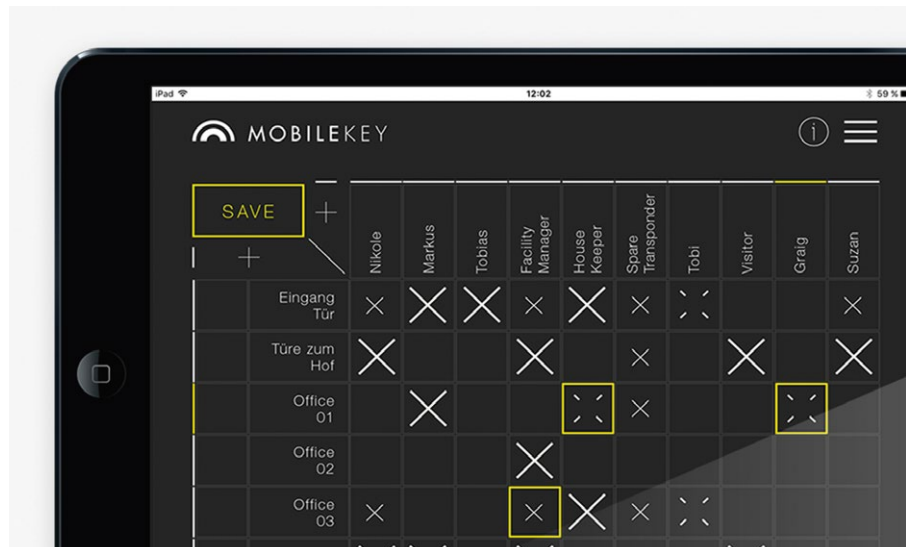 iPad 12:02 59 %
MOBILEKEY
i
SAVE
Nikole
Markus
Tobias
Facility
Manager
House
Keeper
Spare
Transponder
Tobi
Visitor
Graig
Suzan
Eingang
Tür
Türe zum
Hof
Office
01
Office
02
Office
03